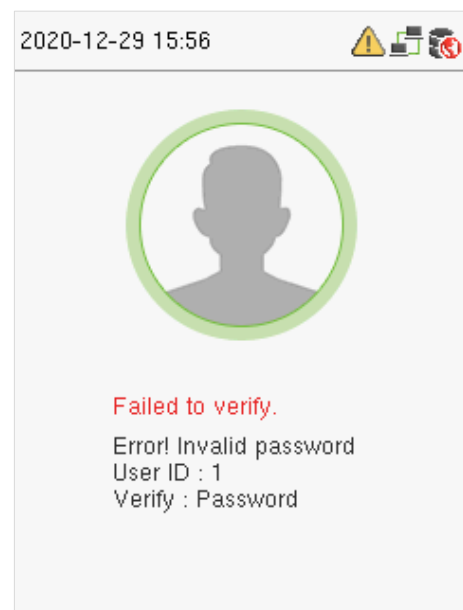 2020-12-29 15:56
Failed to verify.
Error! Invalid password
User ID : 1
Verify : Password